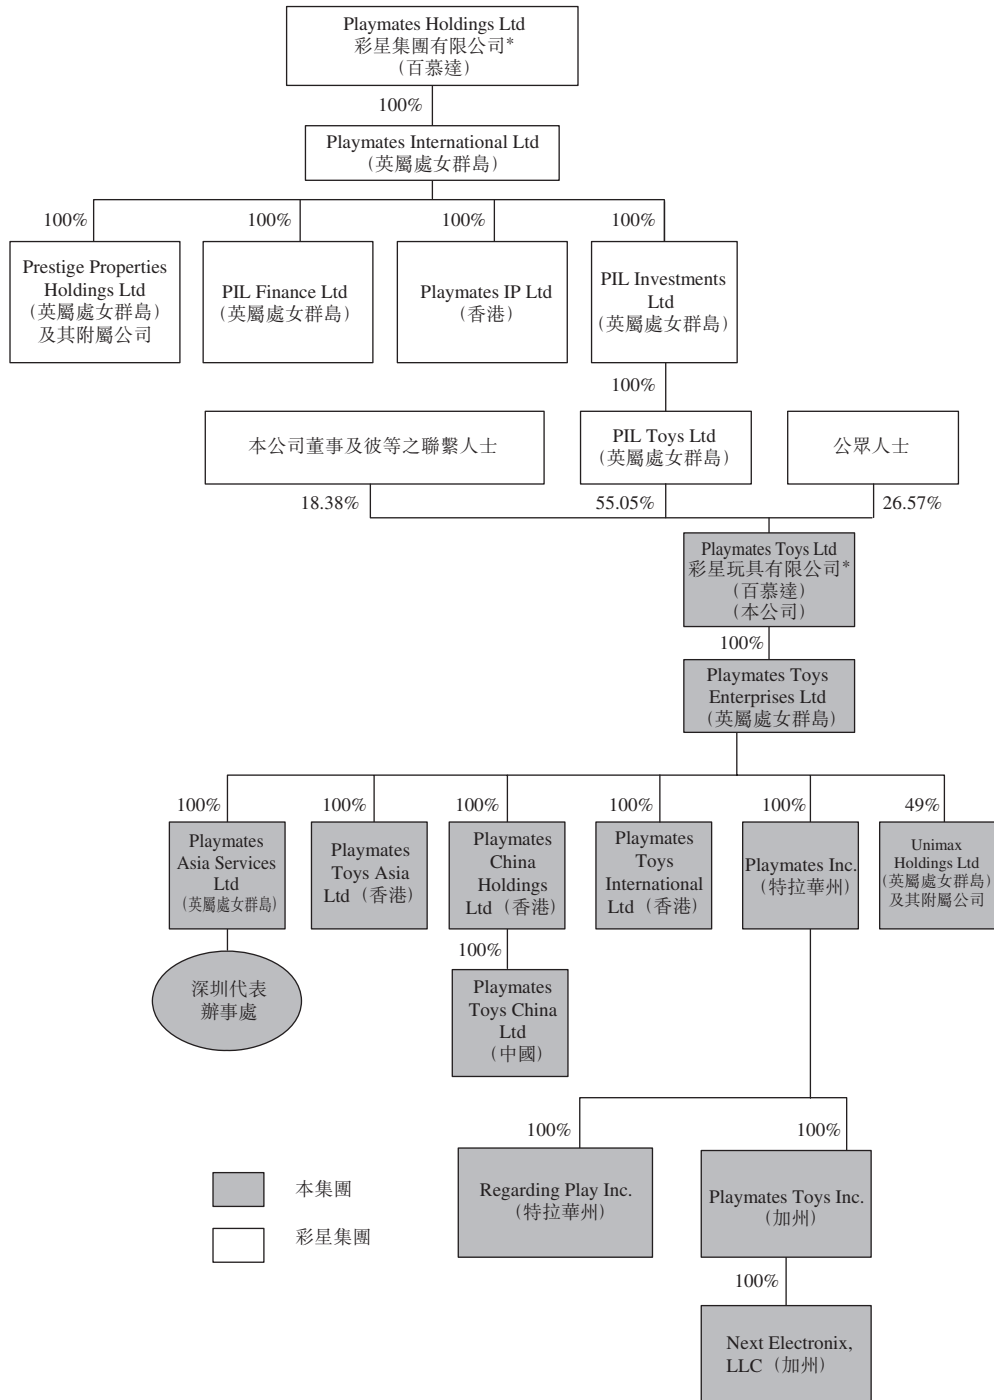 Playmates Holdings Ltd
彩星集團有限公司*
（百慕達）
100%
Playmates International Ltd
（英屬處女群島）
100%
100%
100%
100%
Prestige Properties
Holdings Ltd
（英屬處女群島）
及其附屬公司
PIL Finance Ltd
（英屬處女群島）
Playmates IP Ltd
（香港）
PIL Investments
Ltd
（英屬處女群島）
100%
本公司董事及彼等之聯繫人士
PIL Toys Ltd
（英屬處女群島）
公眾人士
18.38%
55.05%
26.57%
Playmates Toys Ltd
彩星玩具有限公司*
（百慕達）
（本公司）
100%
Playmates Toys
Enterprises Ltd
（英屬處女群島）
100%
100%
100%
100%
100%
49%
Playmates
Asia Services
Ltd
（英屬處女群島）
Playmates
Toys Asia
Ltd（香港）
Playmates
China
Holdings
Ltd（香港）
Playmates
Toys
International
Ltd（香港）
Playmates Inc.
（特拉華州）
Unimax
Holdings Ltd
（英屬處女群島）
及其附屬公司
100%
深圳代表
辦事處
Playmates
Toys China
Ltd
（中國）
100%
100%
Regarding Play Inc.
（特拉華州）
Playmates Toys Inc.
（加州）
本集團
彩星集團
100%
Next Electronix,
LLC（加州）